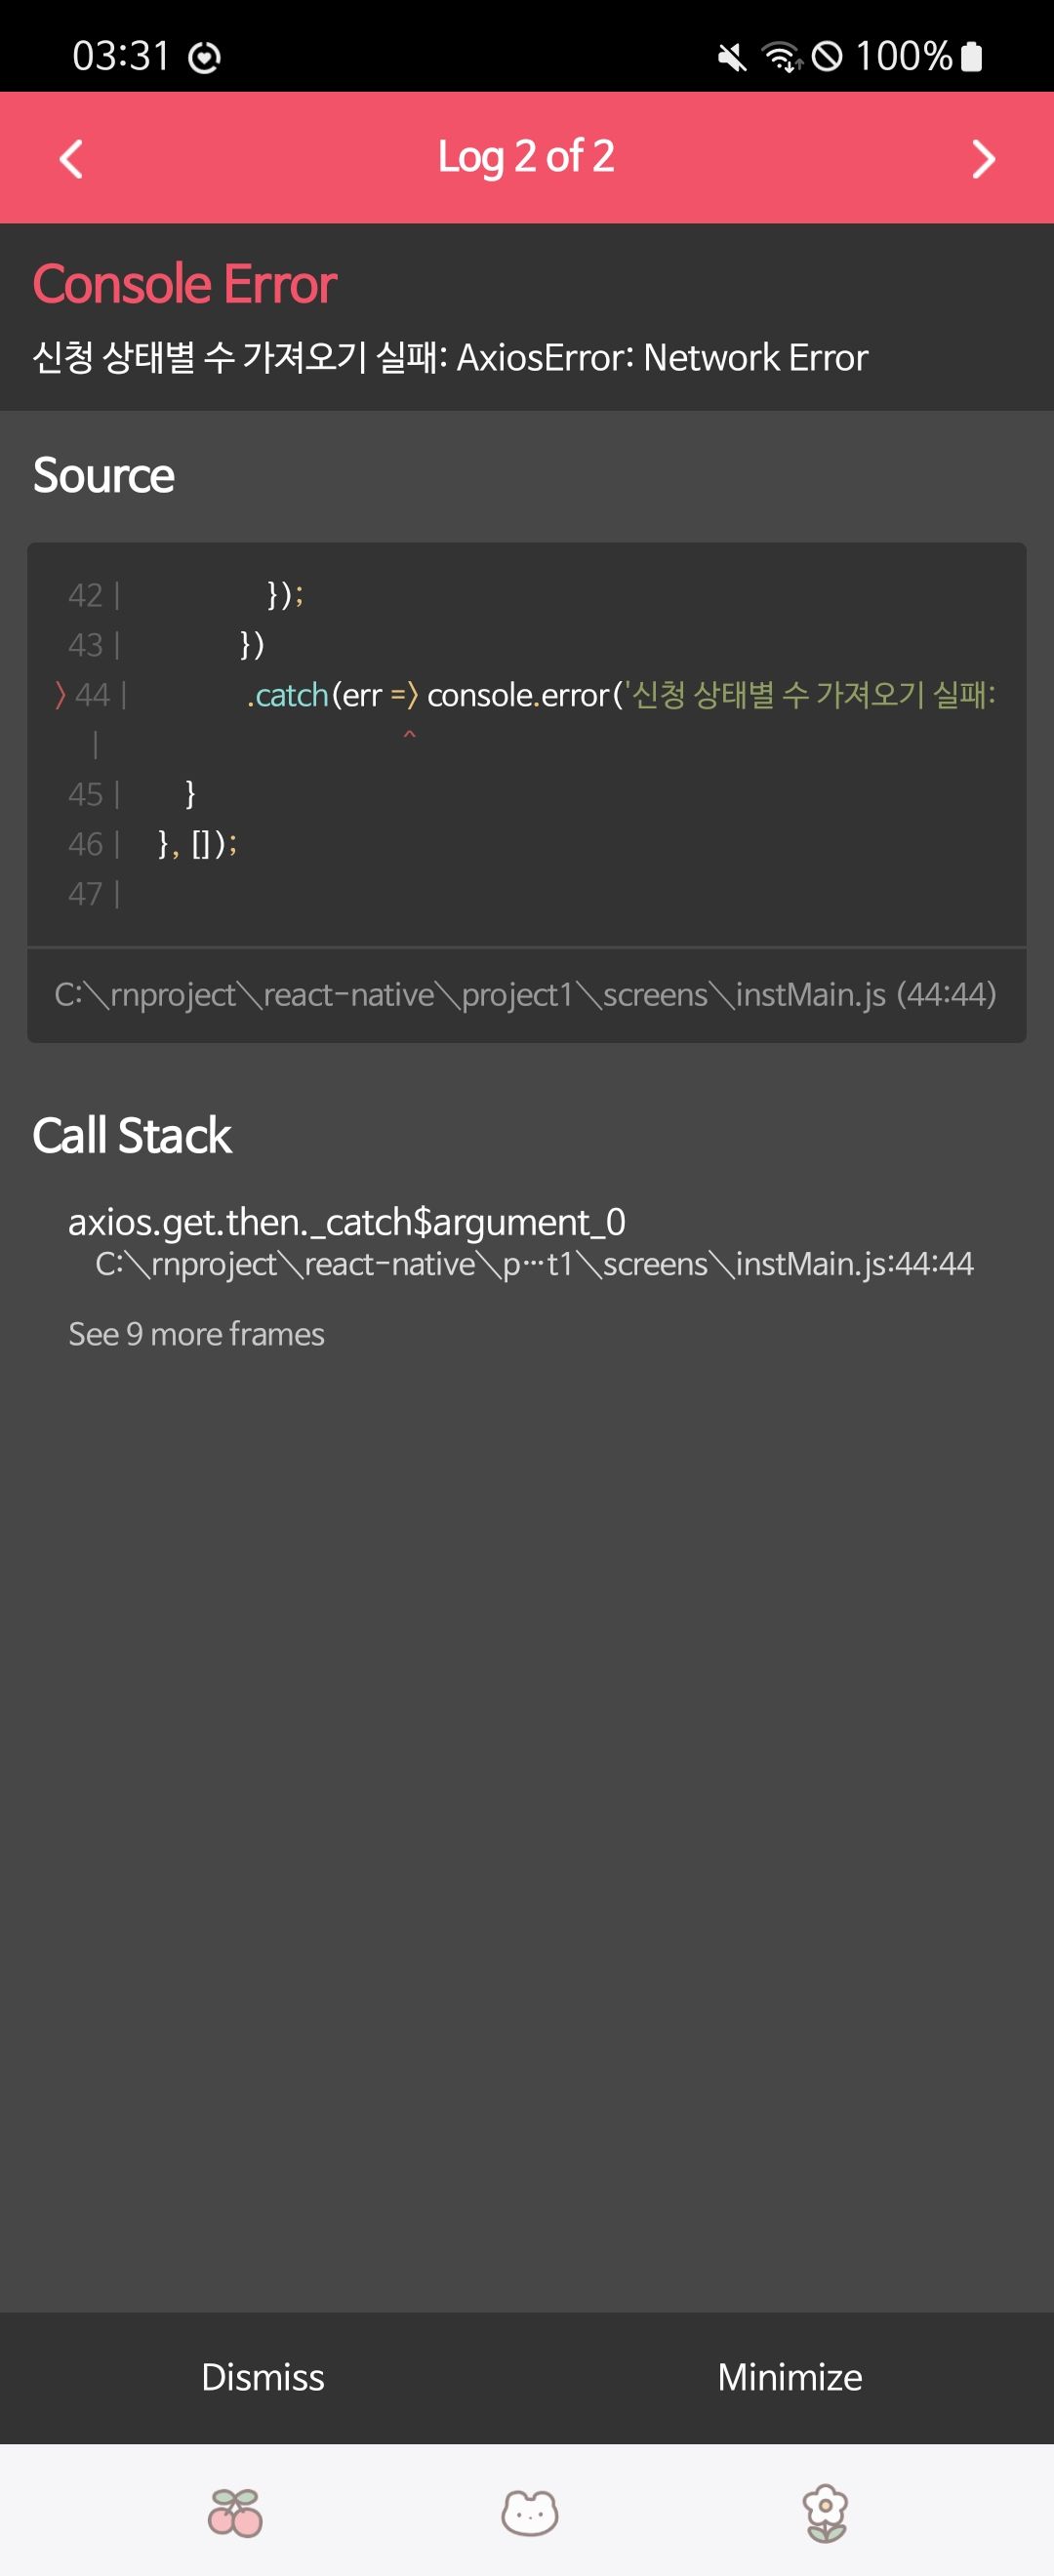 03:31
100%
Log 2 of 2
Console Error
신청 상태별 수 가져오기 실패: AxiosError: Network Error
Source
42 | });
43 | })
> 44 | .catch(err => console.error('신청 상태별 수 가져오기 실패:
| ^
45 | }
46 | }, []);
47 |
C:\rnproject\react-native\project1\screens\instMain.js (44:44)
Call Stack
axios.get.then._catch$argument_0
C:\rnproject\react-native\p…t1\screens\instMain.js:44:44
See 9 more frames
Dismiss
Minimize